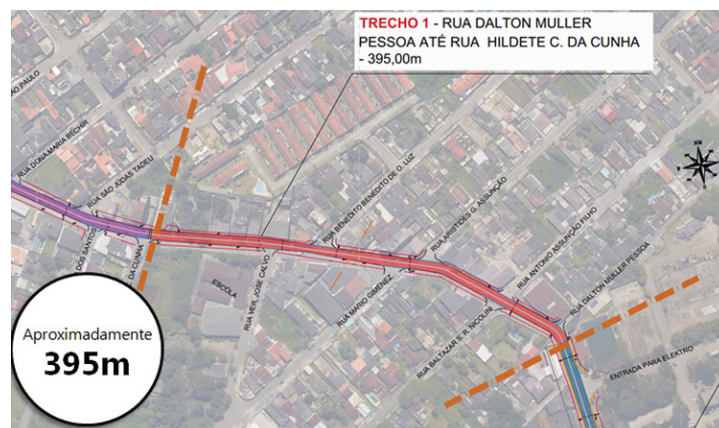 TRECHO 1 - RUA DALTON MULLER
PESSOA ATÉ RUA HILDETE C. DA CUNHA
- 395,00m
PAULO
RUA DONA MARIA BECHIR
RUA SÃO JUDAS TADEU
DOS SANTOS
DA CUNHA
ESCOLA
RUA VER. JOSE CALVO
RUA BENEDITO BENEDITO DE O. LUZ
RUA MARIO GIMENEZ
RUA ARISTIDES G. ASSUNÇÃO
RUA ANTONIO ASSUNÇÃO FILHO
RUA BALTAZAR S. R. NICOLINI
RUA DALTON MULLER PESSOA
ENTRADA PARA ELEKTRO
Aproximadamente
395m